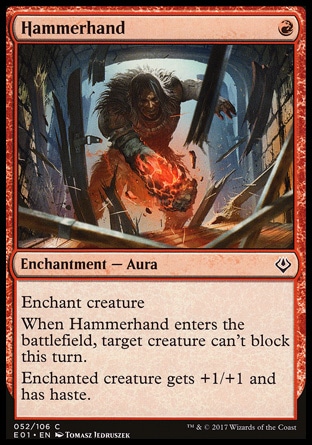 Hammerhand
Enchantment — Aura
Enchant creature
When Hammerhand enters the
battlefield, target creature can't block
this turn.
Enchanted creature gets +1/+1 and
has haste.
052/106 C
E01 • EN Tomasz Jedruszek
™ & © 2017 Wizards of the Coast